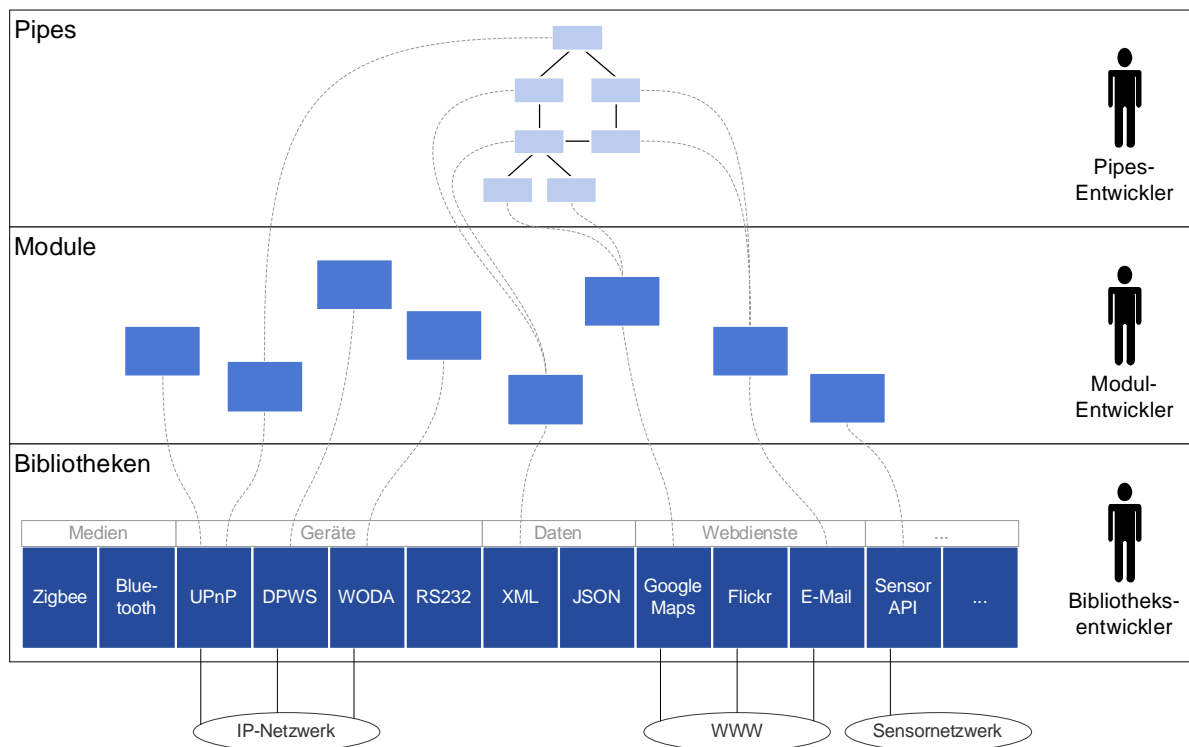 Pipes
Pipes-
Entwickler
Module
Modul-
Entwickler
Bibliotheken
Medien Geräte Daten Webdienste ...
Zigbee Blue-
tooth UPnP DPWS WODA RS232 XML JSON Google
Maps Flickr E-Mail Sensor
API ...
Bibliotheks-
entwickler
IP-Netzwerk WWW Sensornetzwerk